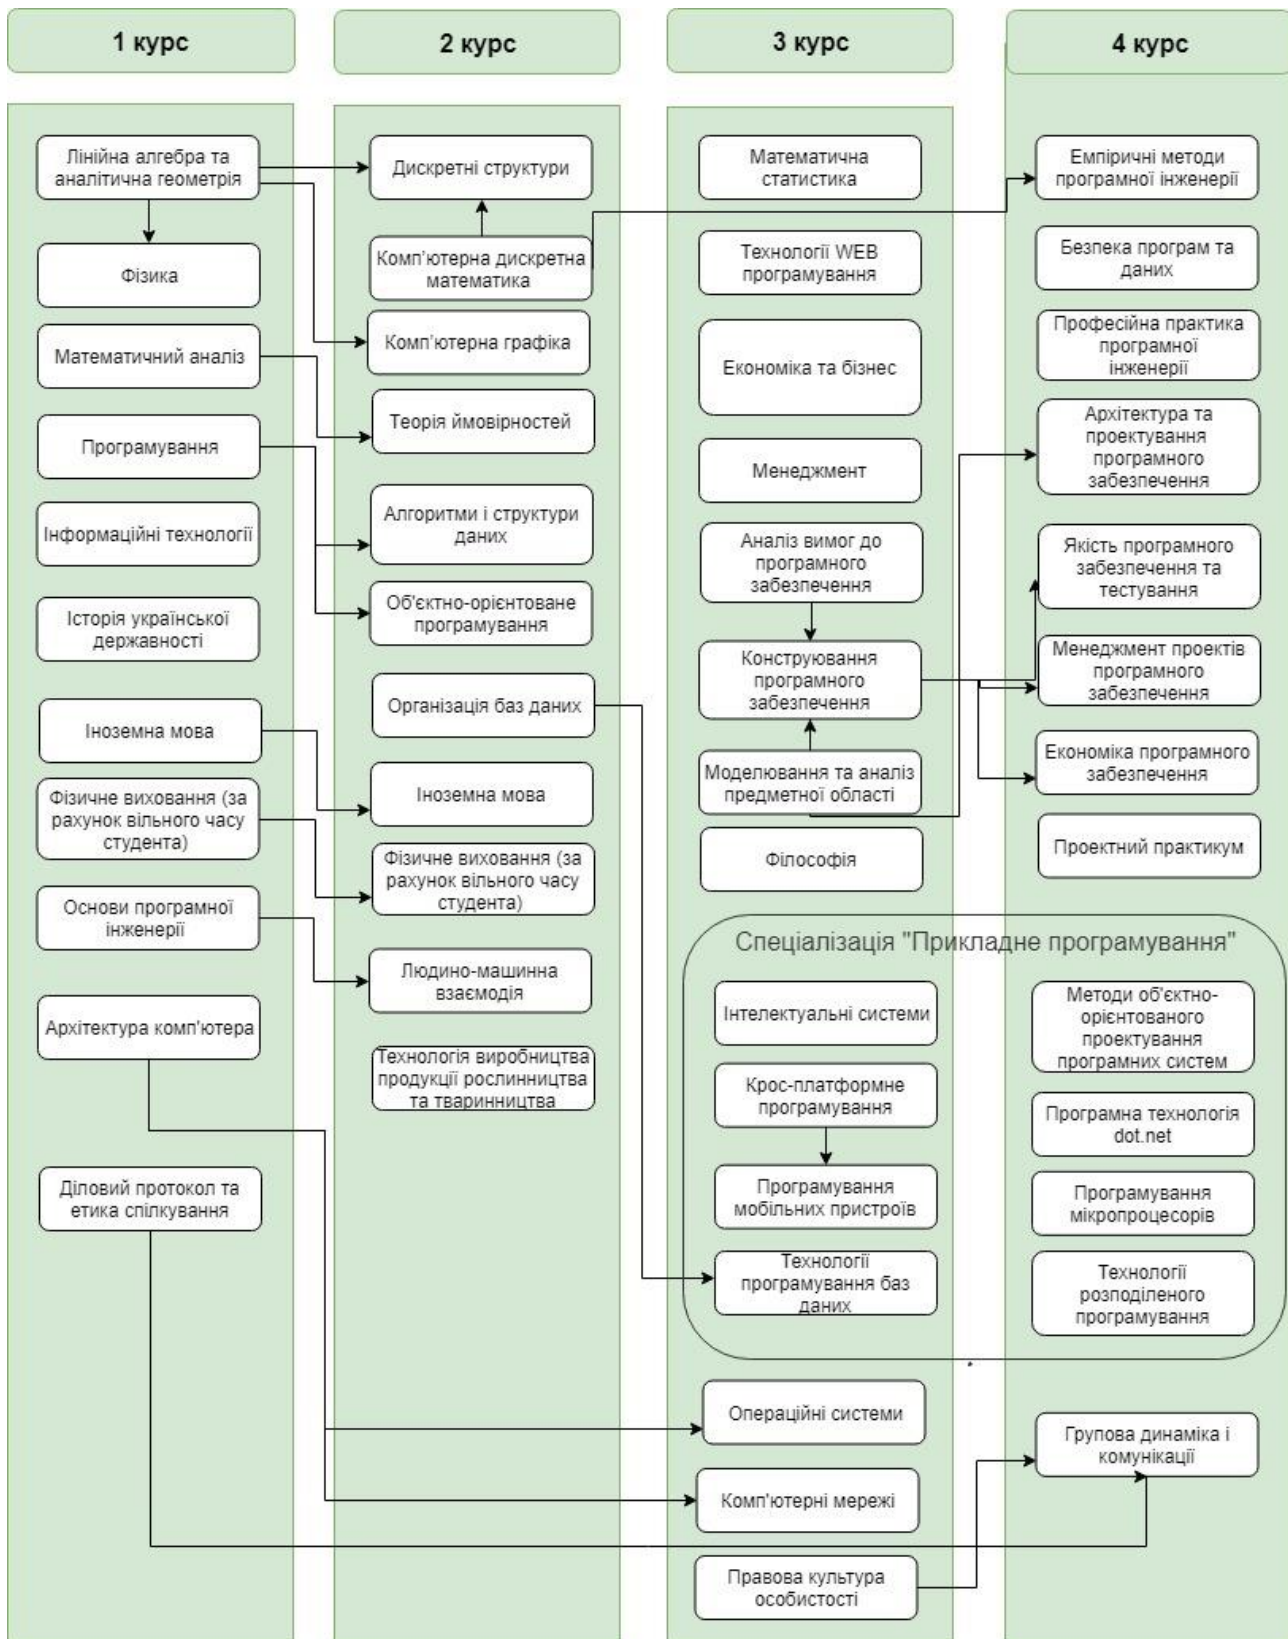 1 курс
Лінійна алгебра та
аналітична геометрія
Фізика
Математичний аналіз
Програмування
Інформаційні технології
Історія української
державності
Іноземна мова
Фізичне виховання (за
рахунок вільного часу
студента)
Основи програмної
інженерії
Архітектура комп'ютера
Діловий протокол та
етика спілкування
2 курс
Дискретні структури
Комп'ютерна дискретна
математика
Комп'ютерна графіка
Теорія ймовірностей
Алгоритми і структури
даних
Об'єктно-орієнтоване
програмування
Організація баз даних
Іноземна мова
Фізичне виховання (за
рахунок вільного часу
студента)
Людино-машинна
взаємодія
Технологія виробництва
продукції рослинництва
та тваринництва
3 курс
Математична
статистика
Технології WEB
програмування
Економіка та бізнес
Менеджмент
Аналіз вимог до
програмного
забезпечення
Конструювання
програмного
забезпечення
Моделювання та аналіз
предметної області
Філософія
4 курс
Емпіричні методи
програмної інженерії
Безпека програм та
даних
Професійна практика
програмної
інженерії
Архітектура та
проектування
програмного
забезпечення
Якість програмного
забезпечення та
тестування
Менеджмент проектів
програмного
забезпечення
Економіка програмного
забезпечення
Проектний практикум
Спеціалізація "Прикладне програмування"
Інтелектуальні системи
Крос-платформне
програмування
Програмування
мобільних пристроїв
Технології
програмування баз
даних
Методи об'єктно-
орієнтованого
проектування
програмних систем
Програмна технологія
dot.net
Програмування
мікропроцесорів
Технології
розподіленого
програмування
Операційні системи
Комп'ютерні мережі
Правова культура
особистості
Групова динаміка і
комунікації